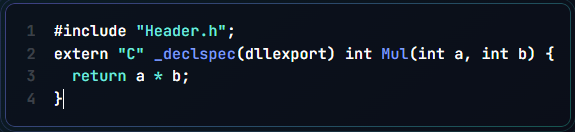 1 #include "Header.h";
2 extern "C" _declspec(dllexport) int Mul(int a, int b) {
3 return a * b;
4 }